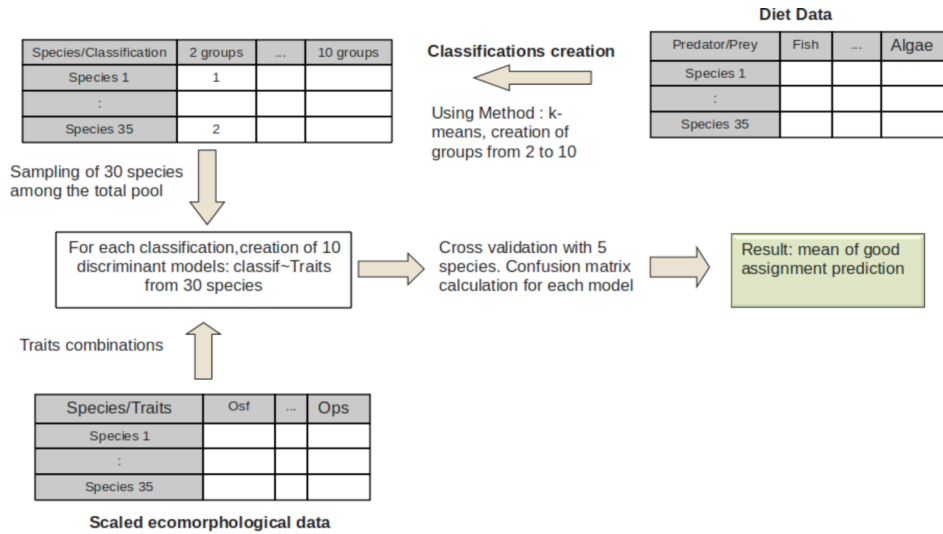 Diet Data
Species/Classification 2 groups ... 10 groups
Species 1 1
:
Species 35 2
Classifications creation
Predator/Prey Fish ... Algae
Species 1
:
Species 35
Using Method : k-
means, creation of
groups from 2 to 10
Sampling of 30 species
among the total pool
For each classification,creation of 10
discriminant models: classif~Traits
from 30 species
Cross validation with 5
species. Confusion matrix
calculation for each model
Result: mean of good
assignment prediction
Traits combinations
Species/Traits Osf ... Ops
Species 1
:
Species 35
Scaled ecomorphological data